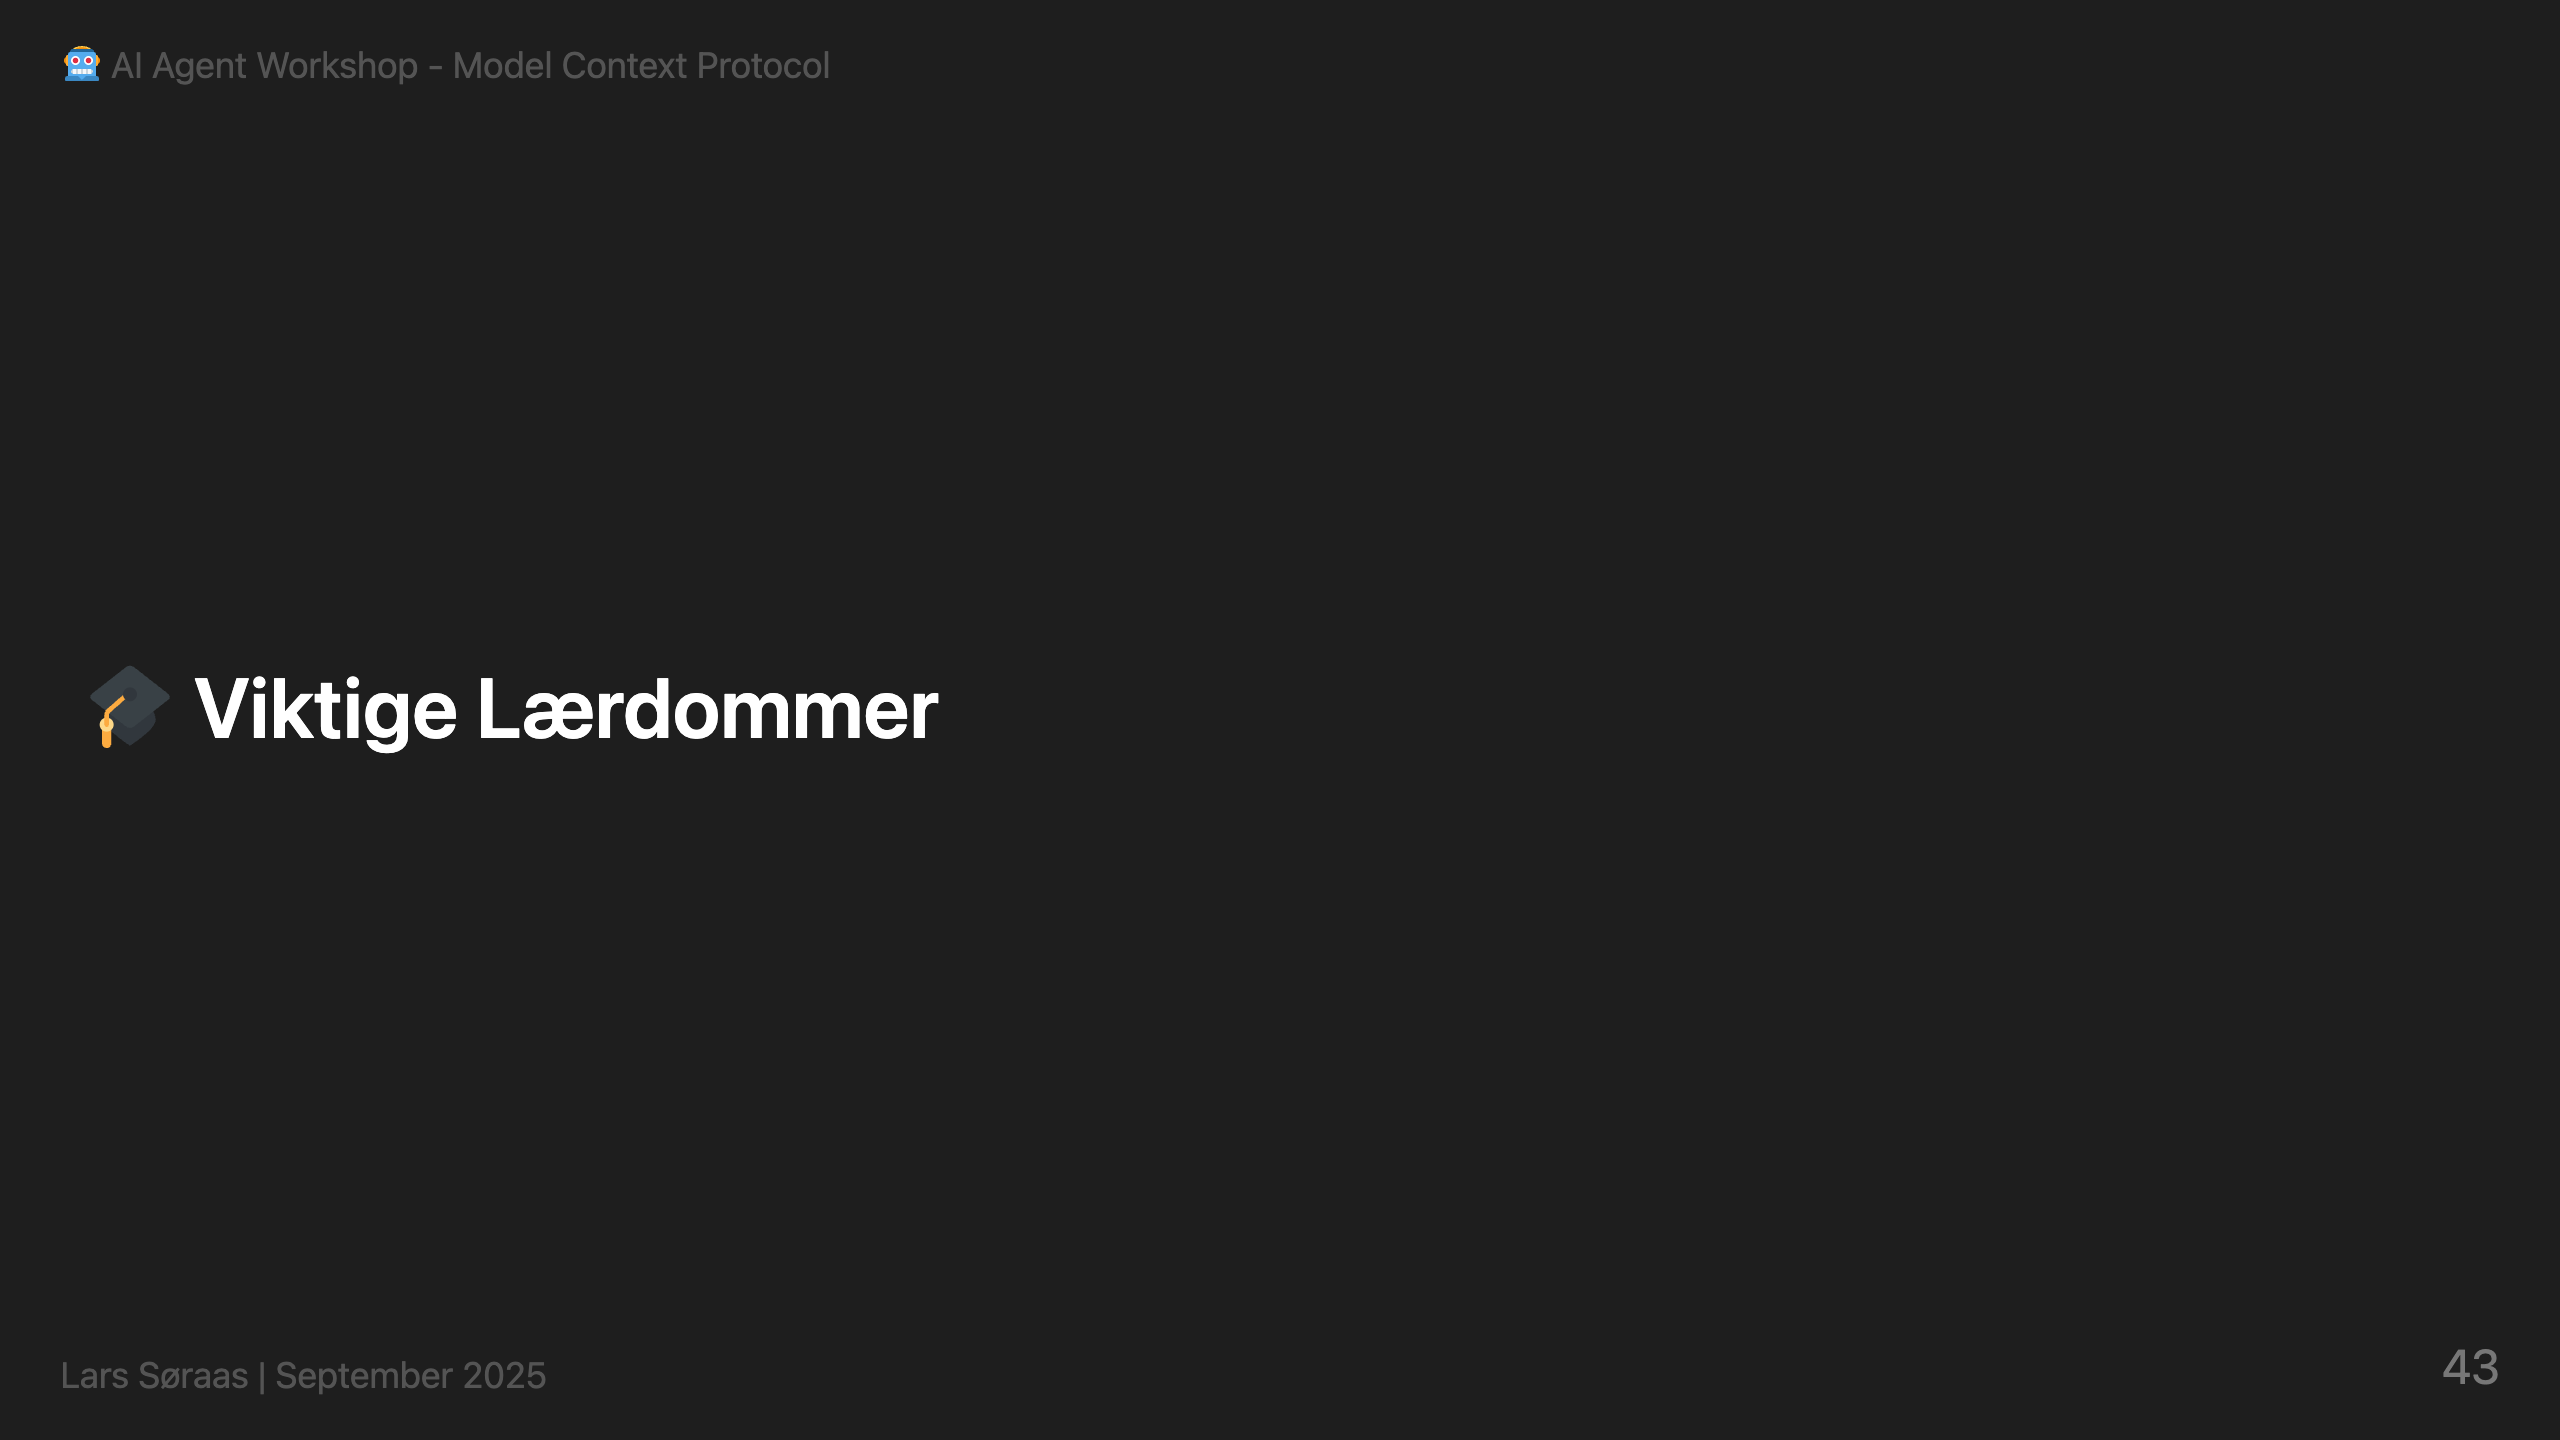 🤖 AI Agent Workshop - Model Context Protocol
🎓 Viktige Lærdommer
Lars Søraas | September 2025
43